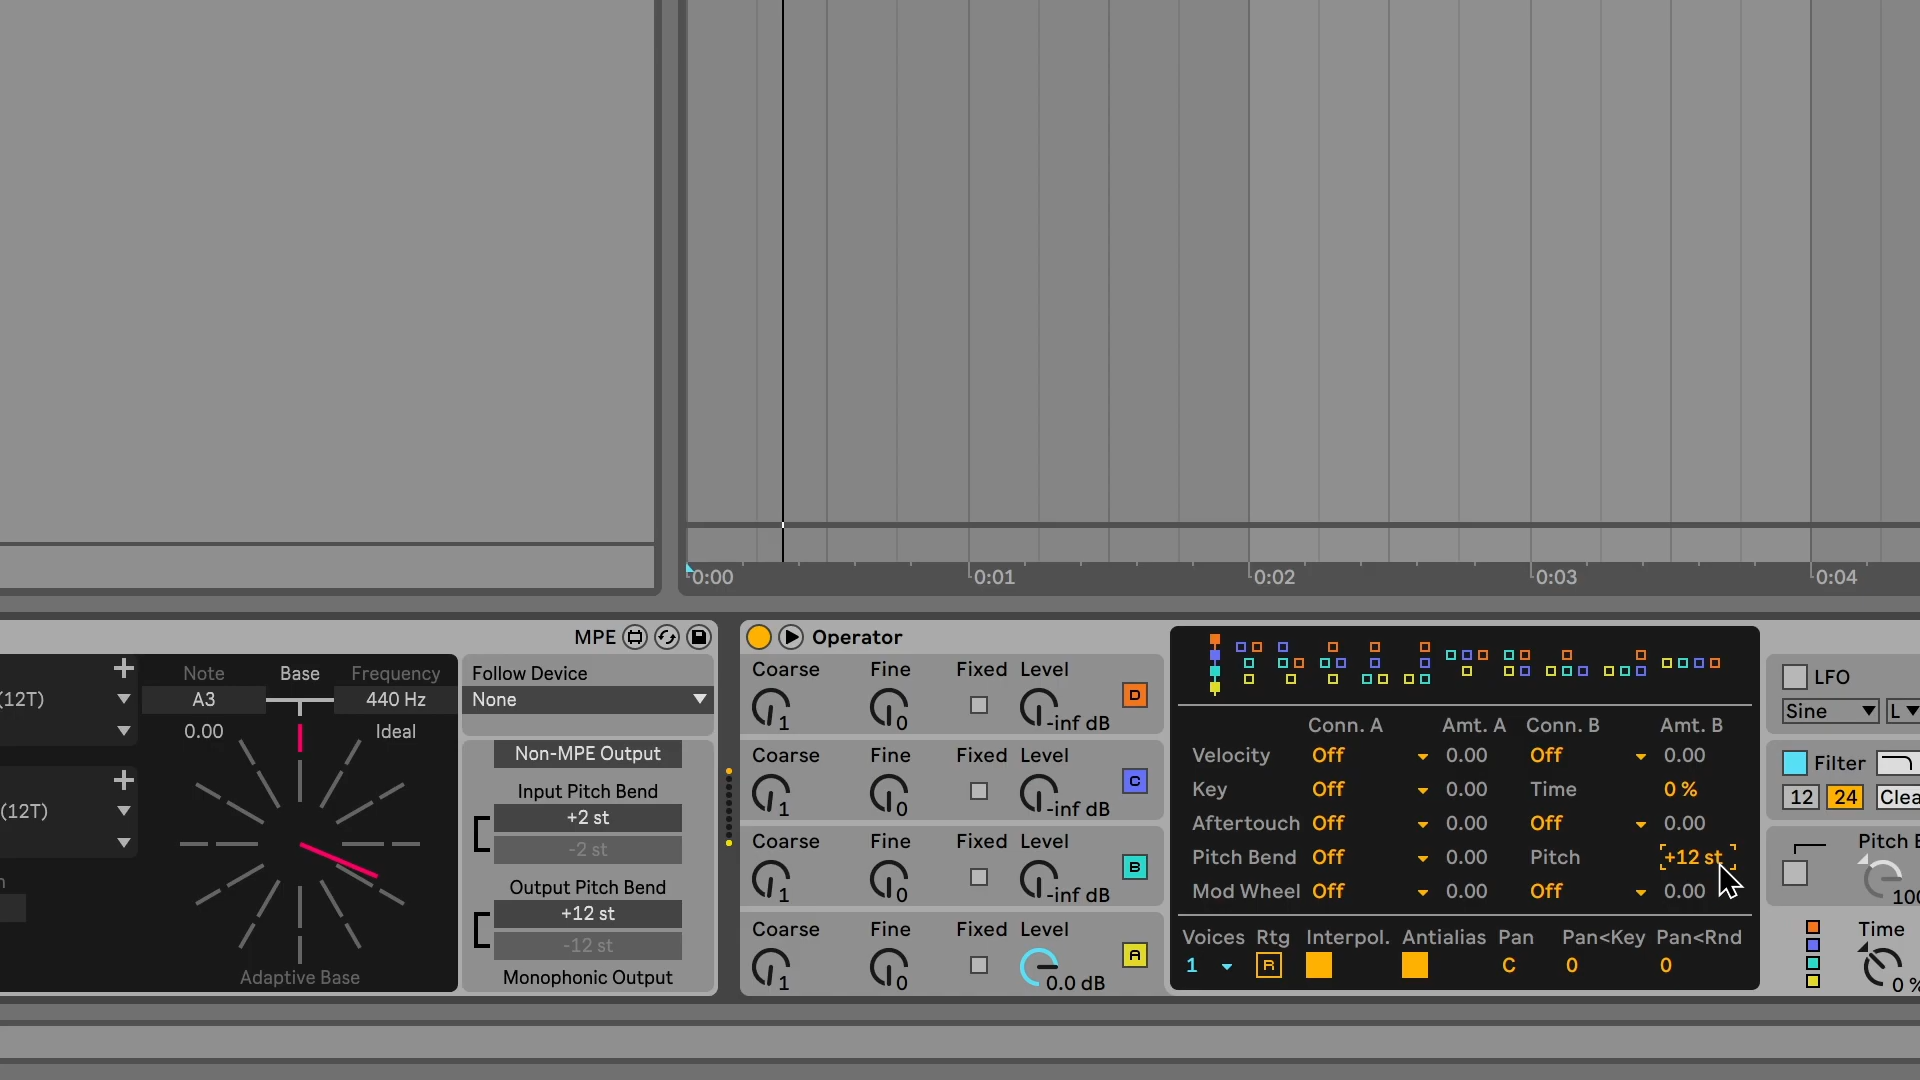 0:00 0:01 0:02 0:03 0:04
MPE
(12T)
(12T)
Note Base Frequency
A3 440 Hz
0.00 Ideal
Adaptive Base
Follow Device
None
Non-MPE Output
Input Pitch Bend
+2 st
-2 st
Output Pitch Bend
+12 st
-12 st
Monophonic Output
Operator
Coarse Fine Fixed Level
1 0 -inf dB D
Coarse Fine Fixed Level
1 0 -inf dB C
Coarse Fine Fixed Level
1 0 -inf dB B
Coarse Fine Fixed Level
1 0 0.0 dB A
Conn. A Amt. A Conn. B Amt. B
Velocity Off 0.00 Off 0.00
Key Off 0.00 Time 0 %
Aftertouch Off 0.00 Off 0.00
Pitch Bend Off 0.00 Pitch +12 st
Mod Wheel Off 0.00 Off 0.00
Voices Rtg Interpol. Antialias Pan Pan<Key Pan<Rnd
1 R C 0 0
LFO
Sine L
Filter
12 24 Clea
Pitch E
100
Time
0 %